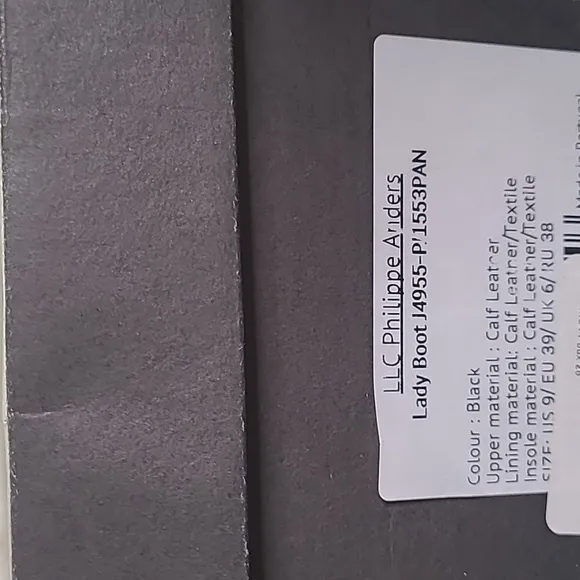 LLC Philippe Anders
Lady Boot J4955-P/1553PAN
Colour : Black
Upper material : Calf Leather
Lining material: Calf Leather/Textile
Insole material : Calf Leather/Textile
SIZE: US 9/ EU 39/ UK 6/ RU 38